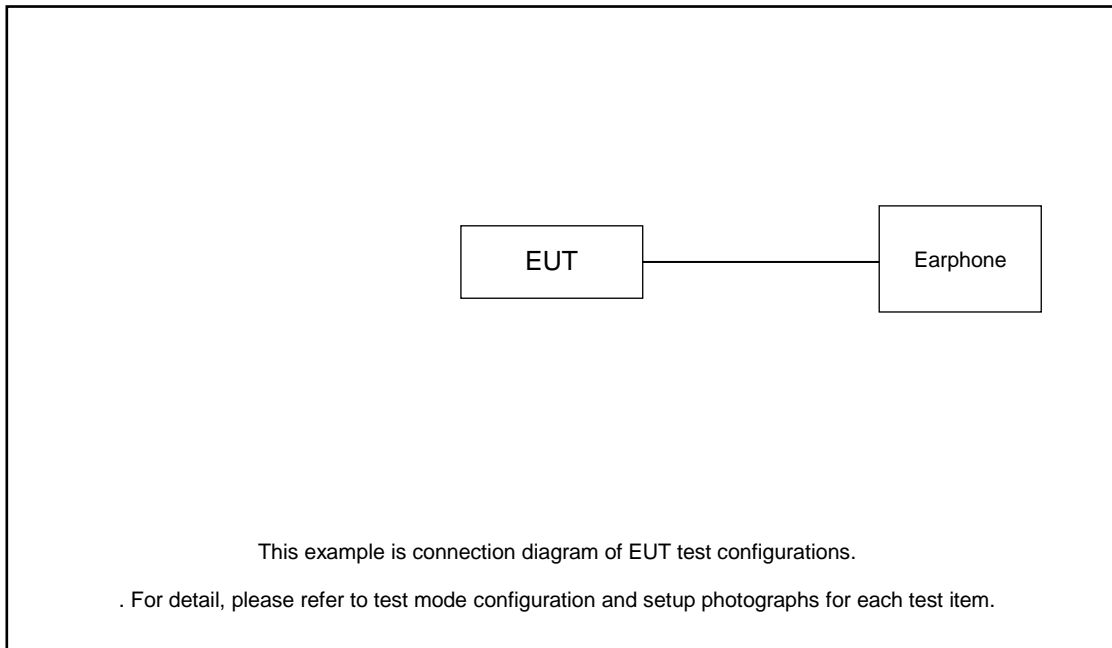 EUT
Earphone
This example is connection diagram of EUT test configurations.
. For detail, please refer to test mode configuration and setup photographs for each test item.